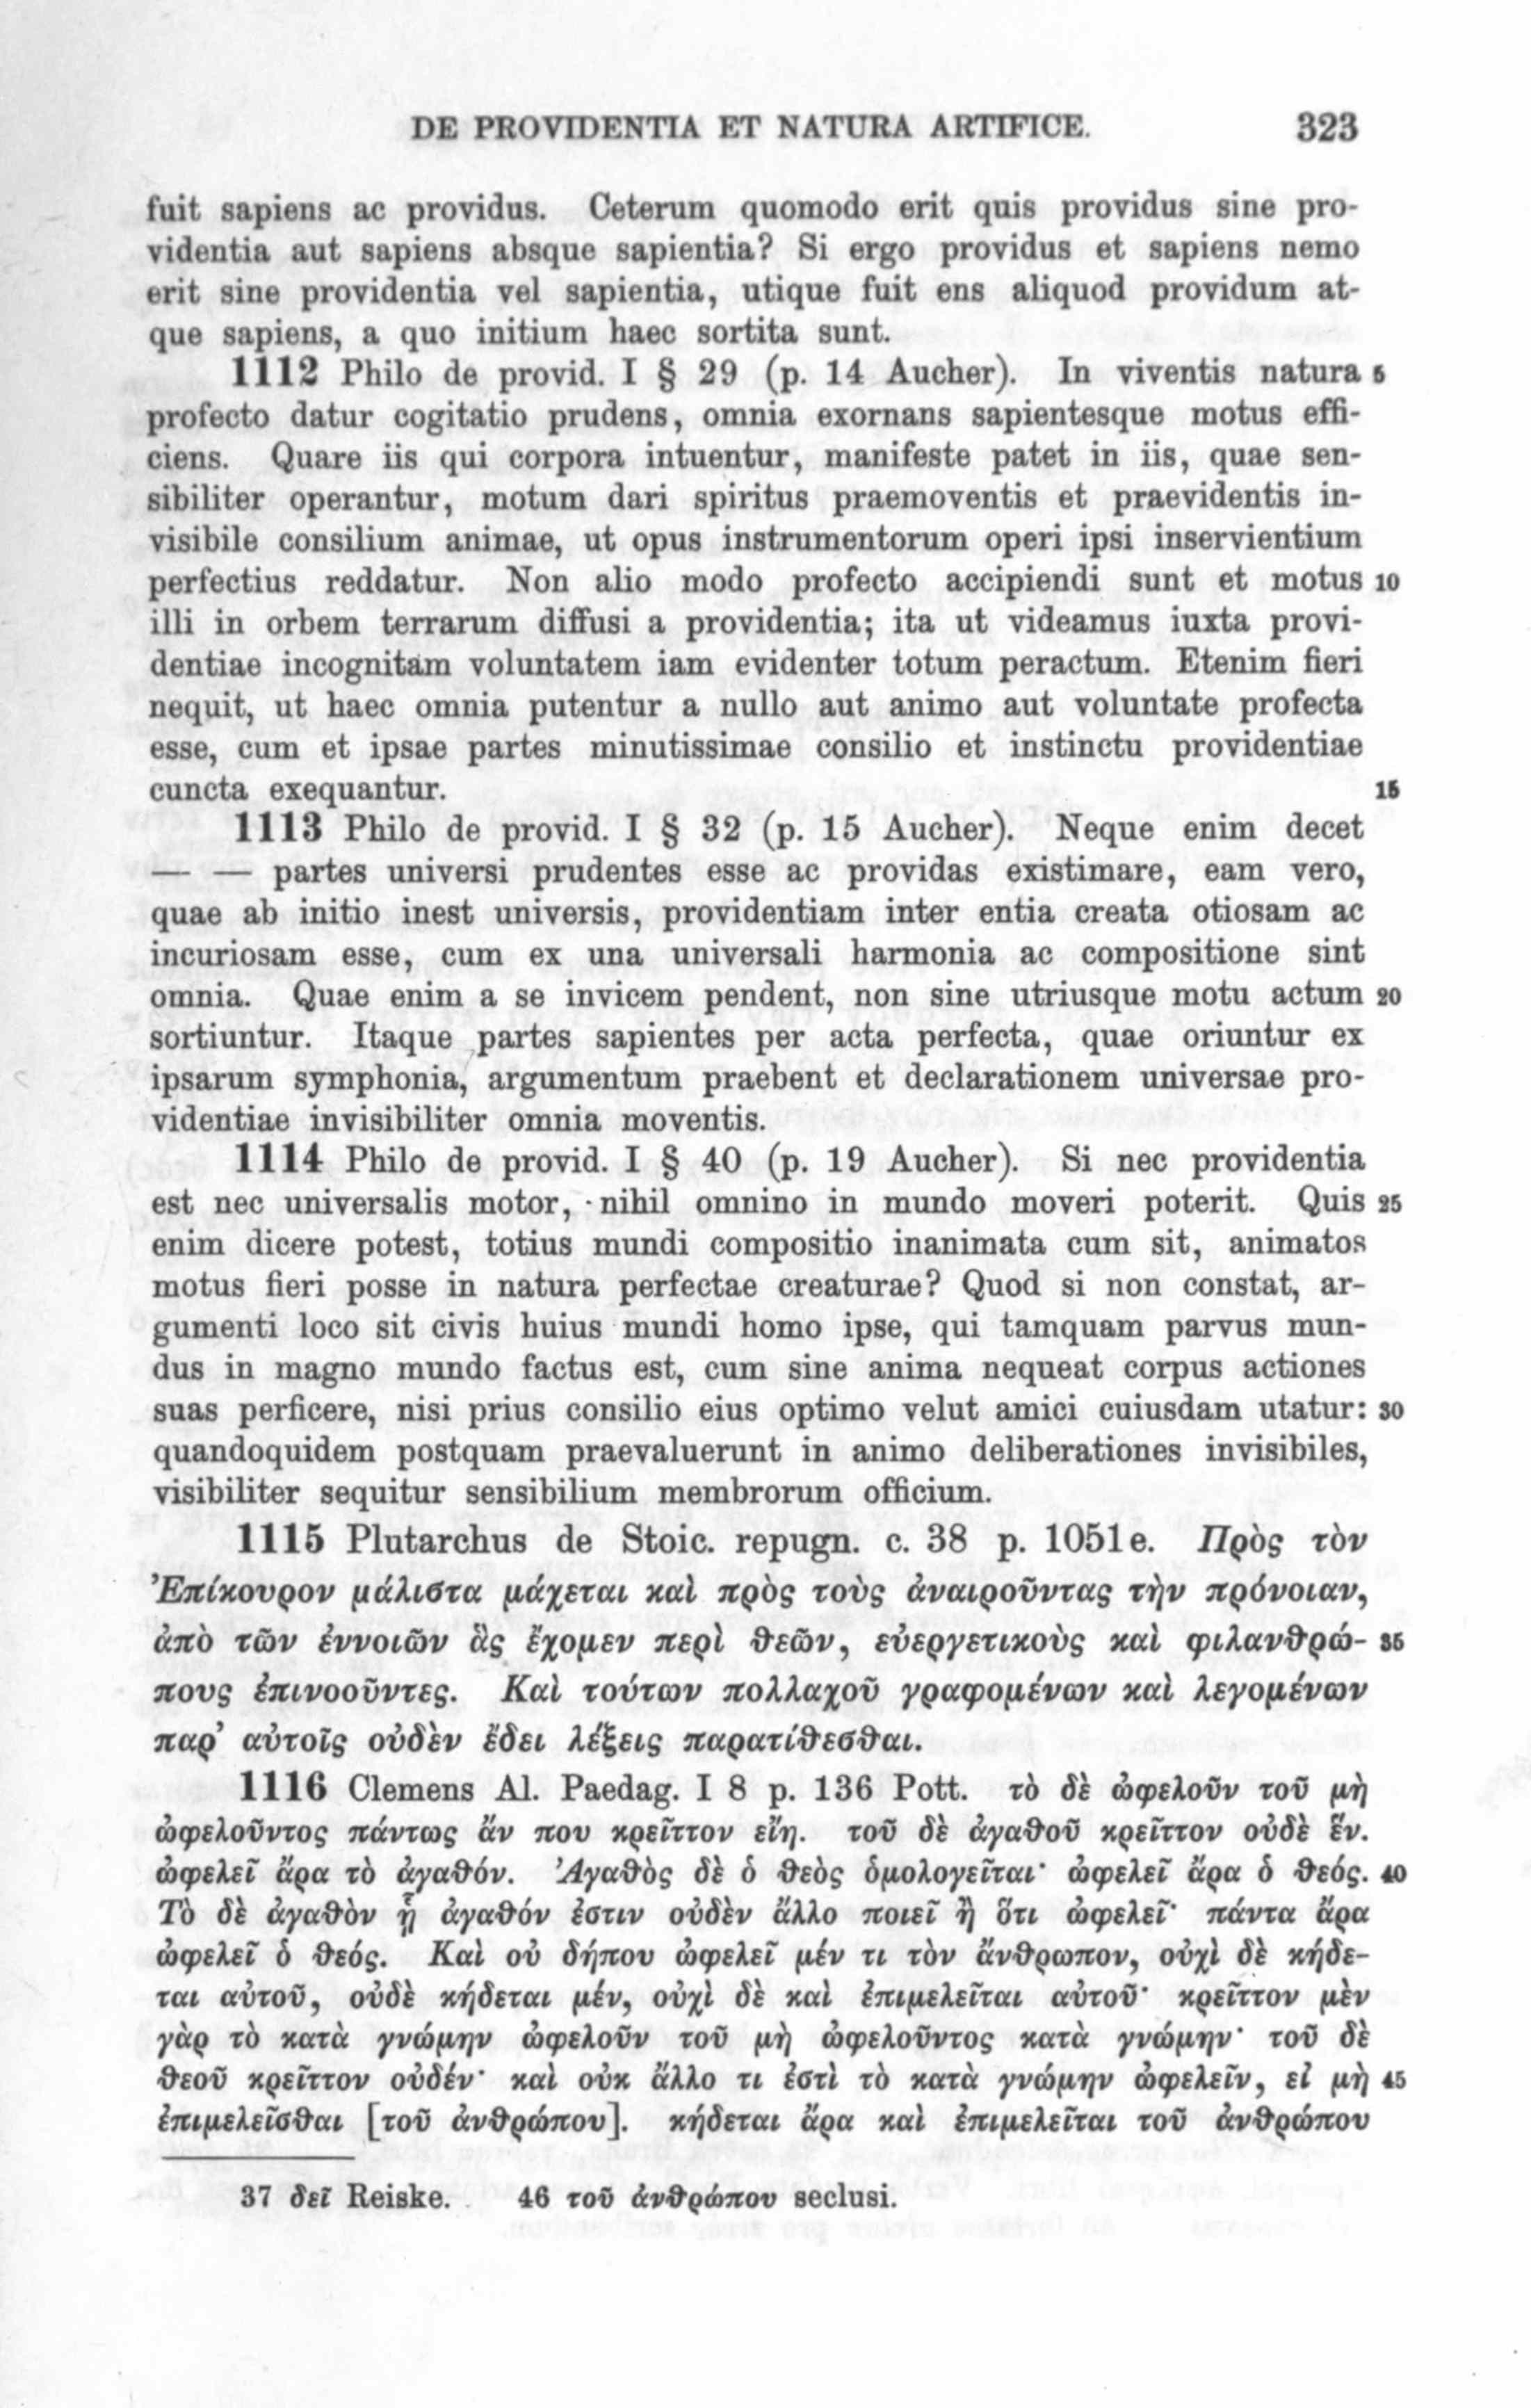 DE PROVIDENTIA ET NATURA ARTIFICE. 323
fuit sapiens ac providus. Ceterum quomodo erit quis providus sine pro-
videntia aut sapiens absque sapientia? Si ergo providus et sapiens nemo
erit sine providentia vel sapientia, utique fuit ens aliquod providum at-
que sapiens, a quo initium haec sortita sunt.
1112 Philo de provid. I § 29 (p. 14 Aucher). In viventis natura 5
profecto datur cogitatio prudens, omnia exornans sapientesque motus effi-
ciens. Quare iis qui corpora intuentur, manifeste patet in iis, quae sen-
sibiliter operantur, motum dari spiritus praemoventis et praevidentis in-
visibile consilium animae, ut opus instrumentorum operi ipsi inservientium
perfectius reddatur. Non alio modo profecto accipiendi sunt et motus 10
illi in orbem terrarum diffusi a providentia; ita ut videamus iuxta provi-
dentiae incognitam voluntatem iam evidenter totum peractum. Etenim fieri
nequit, ut haec omnia putentur a nullo aut animo aut voluntate profecta
esse, cum et ipsae partes minutissimae consilio et instinctu providentiae
cuncta exequantur. 15
1113 Philo de provid. I § 32 (p. 15 Aucher). Neque enim decet
— — partes universi prudentes esse ac providas existimare, eam vero,
quae ab initio inest universis, providentiam inter entia creata otiosam ac
incuriosam esse, cum ex una universali harmonia ac compositione sint
omnia. Quae enim a se invicem pendent, non sine utriusque motu actum 20
sortiuntur. Itaque partes sapientes per acta perfecta, quae oriuntur ex
ipsarum symphonia, argumentum praebent et declarationem universae pro-
videntiae invisibiliter omnia moventis.
1114 Philo de provid. I § 40 (p. 19 Aucher). Si nec providentia
est nec universalis motor, nihil omnino in mundo moveri poterit. Quis 25
enim dicere potest, totius mundi compositio inanimata cum sit, animatos
motus fieri posse in natura perfectae creaturae? Quod si non constat, ar-
gumenti loco sit civis huius mundi homo ipse, qui tamquam parvus mun-
dus in magno mundo factus est, cum sine anima nequeat corpus actiones
suas perficere, nisi prius consilio eius optimo velut amici cuiusdam utatur: 30
quandoquidem postquam praevaluerunt in animo deliberationes invisibiles,
visibiliter sequitur sensibilium membrorum officium.
1115 Plutarchus de Stoic. repugn. c. 38 p. 1051e. Πρὸς τὸν
Ἐπίκουρον μάλιστα μάχεται καὶ πρὸς τοὺς ἀναιροῦντας τὴν πρόνοιαν,
ἀπὸ τῶν ἐννοιῶν ἃς ἔχομεν περὶ θεῶν, εὐεργετικοὺς καὶ φιλανθρώ- 35
πους ἐπινοοῦντες. Καὶ τούτων πολλαχοῦ γραφομένων καὶ λεγομένων
παρ’ αὐτοῖς οὐδὲν ἔδει λέξεις παρατίθεσθαι.
1116 Clemens Al. Paedag. I 8 p. 136 Pott. τὸ δὲ ὠφελοῦν τοῦ μὴ
ὠφελοῦντος πάντως ἄν που κρεῖττον εἴη. τοῦ δὲ ἀγαθοῦ κρεῖττον οὐδὲ ἕν.
ὠφελεῖ ἄρα τὸ ἀγαθόν. Ἀγαθὸς δὲ ὁ θεὸς ὁμολογεῖται· ὠφελεῖ ἄρα ὁ θεός. 40
Τὸ δὲ ἀγαθὸν ᾗ ἀγαθόν ἐστιν οὐδὲν ἄλλο ποιεῖ ἢ ὅτι ὠφελεῖ· πάντα ἄρα
ὠφελεῖ ὁ θεός. Καὶ οὐ δήπου ὠφελεῖ μέν τι τὸν ἄνθρωπον, οὐχὶ δὲ κήδε-
ται αὐτοῦ, οὐδὲ κήδεται μέν, οὐχὶ δὲ καὶ ἐπιμελεῖται αὐτοῦ· κρεῖττον μὲν
γὰρ τὸ κατὰ γνώμην ὠφελοῦν τοῦ μὴ ὠφελοῦντος κατὰ γνώμην· τοῦ δὲ
θεοῦ κρεῖττον οὐδέν· καὶ οὐκ ἄλλο τι ἐστὶ τὸ κατὰ γνώμην ὠφελεῖν, εἰ μὴ 45
ἐπιμελεῖσθαι [τοῦ ἀνθρώπου]. κήδεται ἄρα καὶ ἐπιμελεῖται τοῦ ἀνθρώπου
37 δεῖ Reiske. 46 τοῦ ἀνθρώπου seclusi.